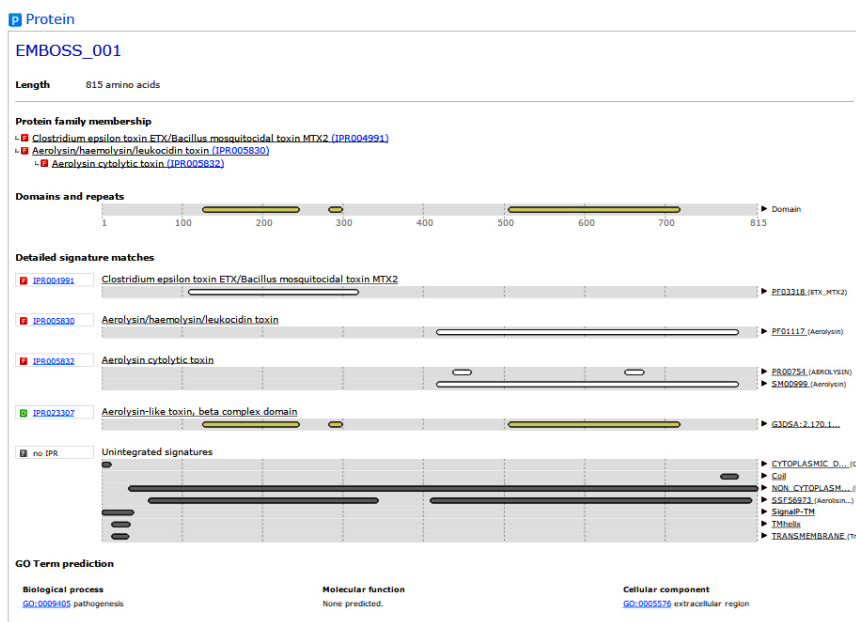 P Protein
EMBOSS_001
Length 815 amino acids
Protein family membership
F Clostridium epsilon toxin ETX/Bacillus mosquitocidal toxin MTX2 (IPR004991)
F Aerolysin/haemolysin/leukocidin toxin (IPR005830)
F Aerolysin cytolytic toxin (IPR005832)
Domains and repeats
Domain
1 100 200 300 400 500 600 700 815
Detailed signature matches
F IPR004991 Clostridium epsilon toxin ETX/Bacillus mosquitocidal toxin MTX2
PF03318 (ETX_MTX2)
F IPR005830 Aerolysin/haemolysin/leukocidin toxin
PF01117 (Aerolysin)
F IPR005832 Aerolysin cytolytic toxin
PR00754 (AEROLYSIN)
SM00999 (Aerolysin)
D IPR023307 Aerolysin-like toxin, beta complex domain
G3DSA:2.170.1...
? no IPR Unintegrated signatures
CYTOPLASMIC_D... (C
Coil
NON_CYTOPLASM... (
SSF56973 (Aerolisin...)
SignalP-TM
TMhelix
TRANSMEMBRANE (Tr
GO Term prediction
Biological process Molecular function Cellular component
GO:0009405 pathogenesis None predicted. GO:0005576 extracellular region